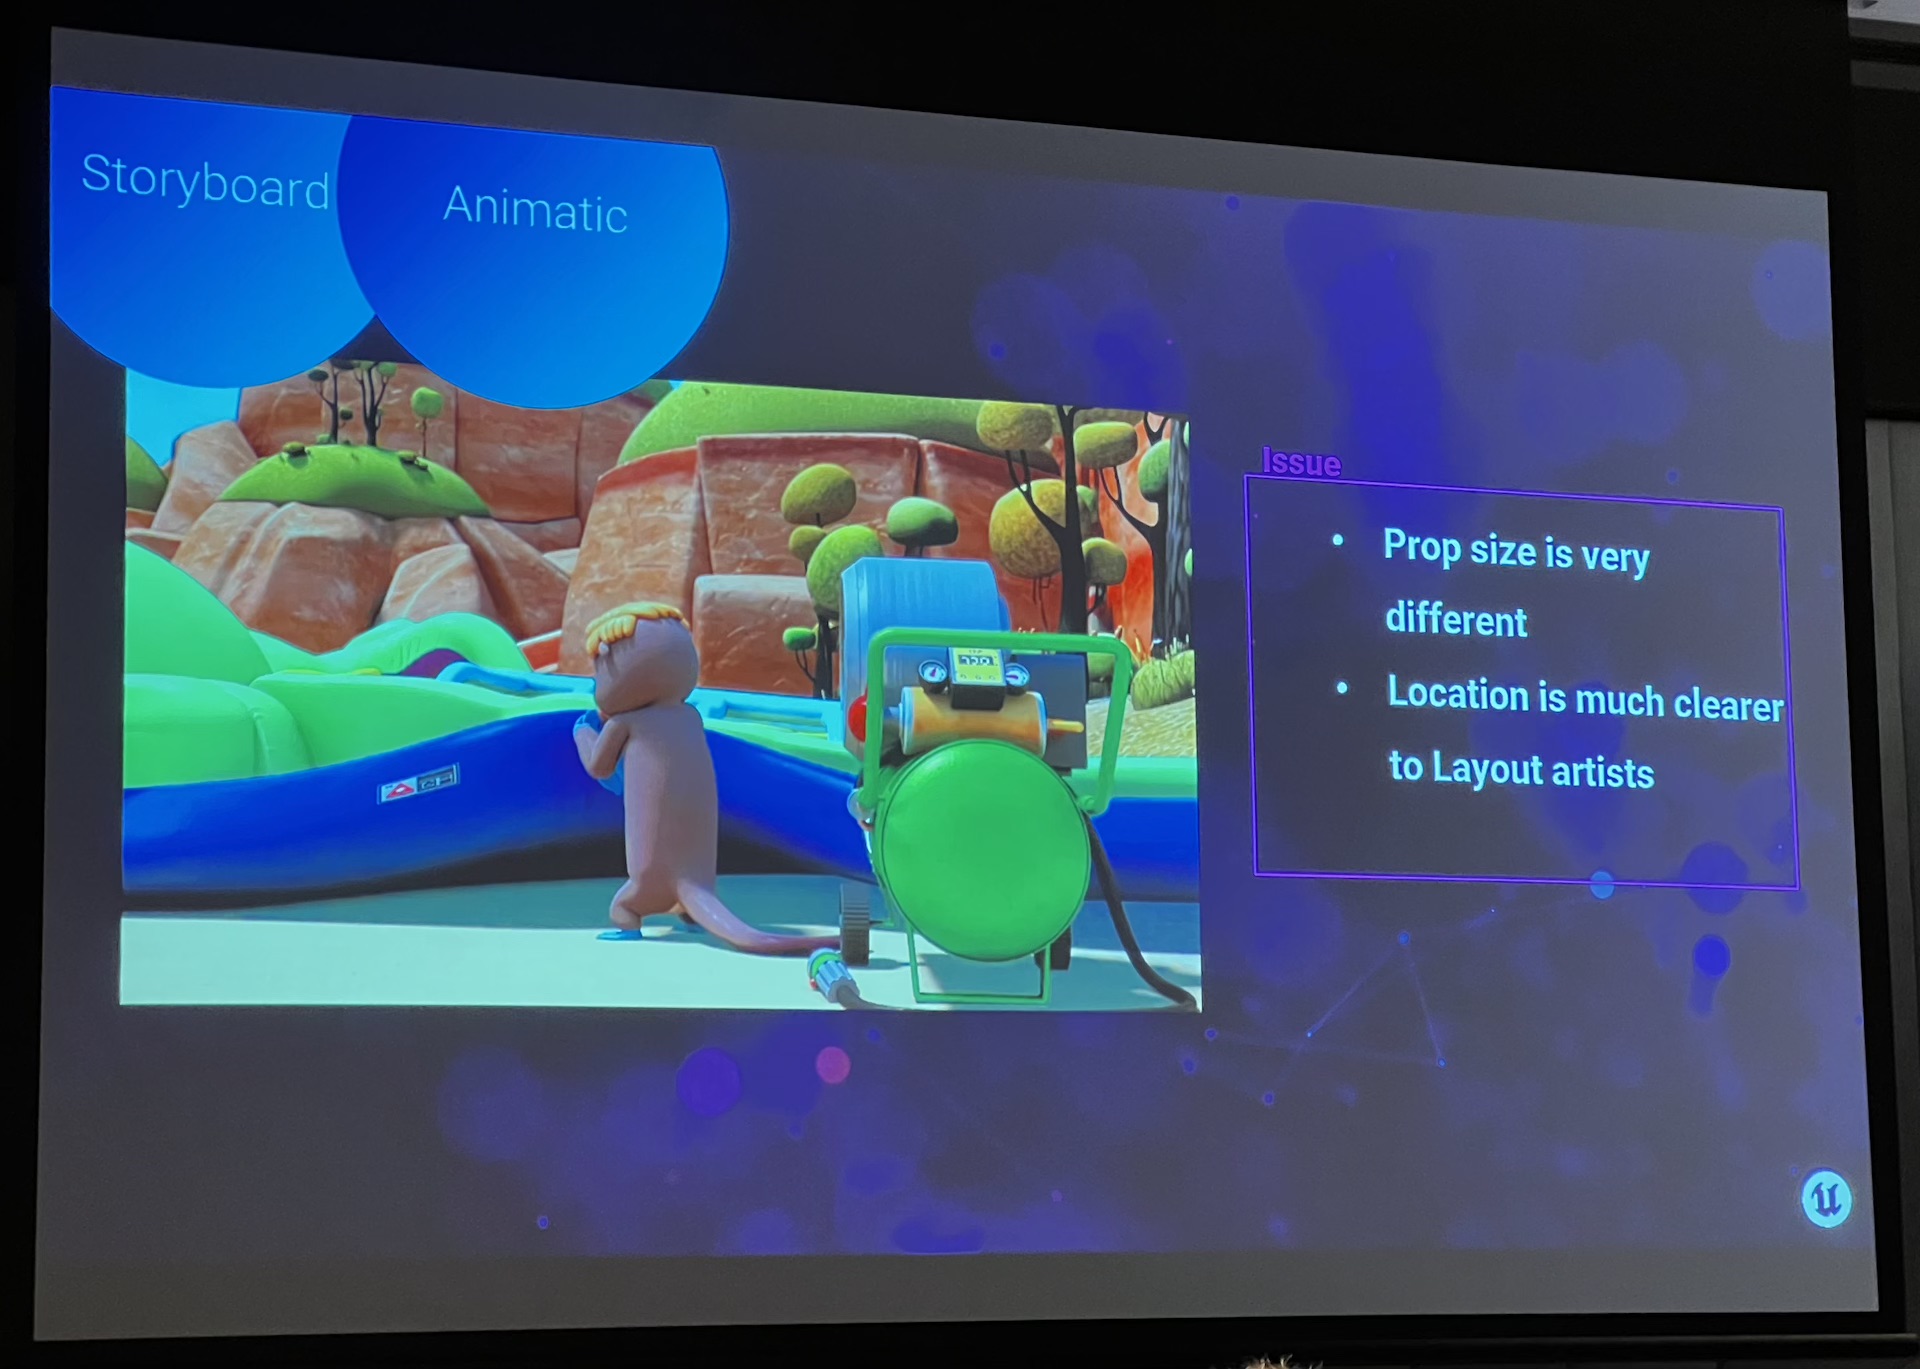 Storyboard
Animatic
Issue
• Prop size is very
different
• Location is much clearer
to Layout artists